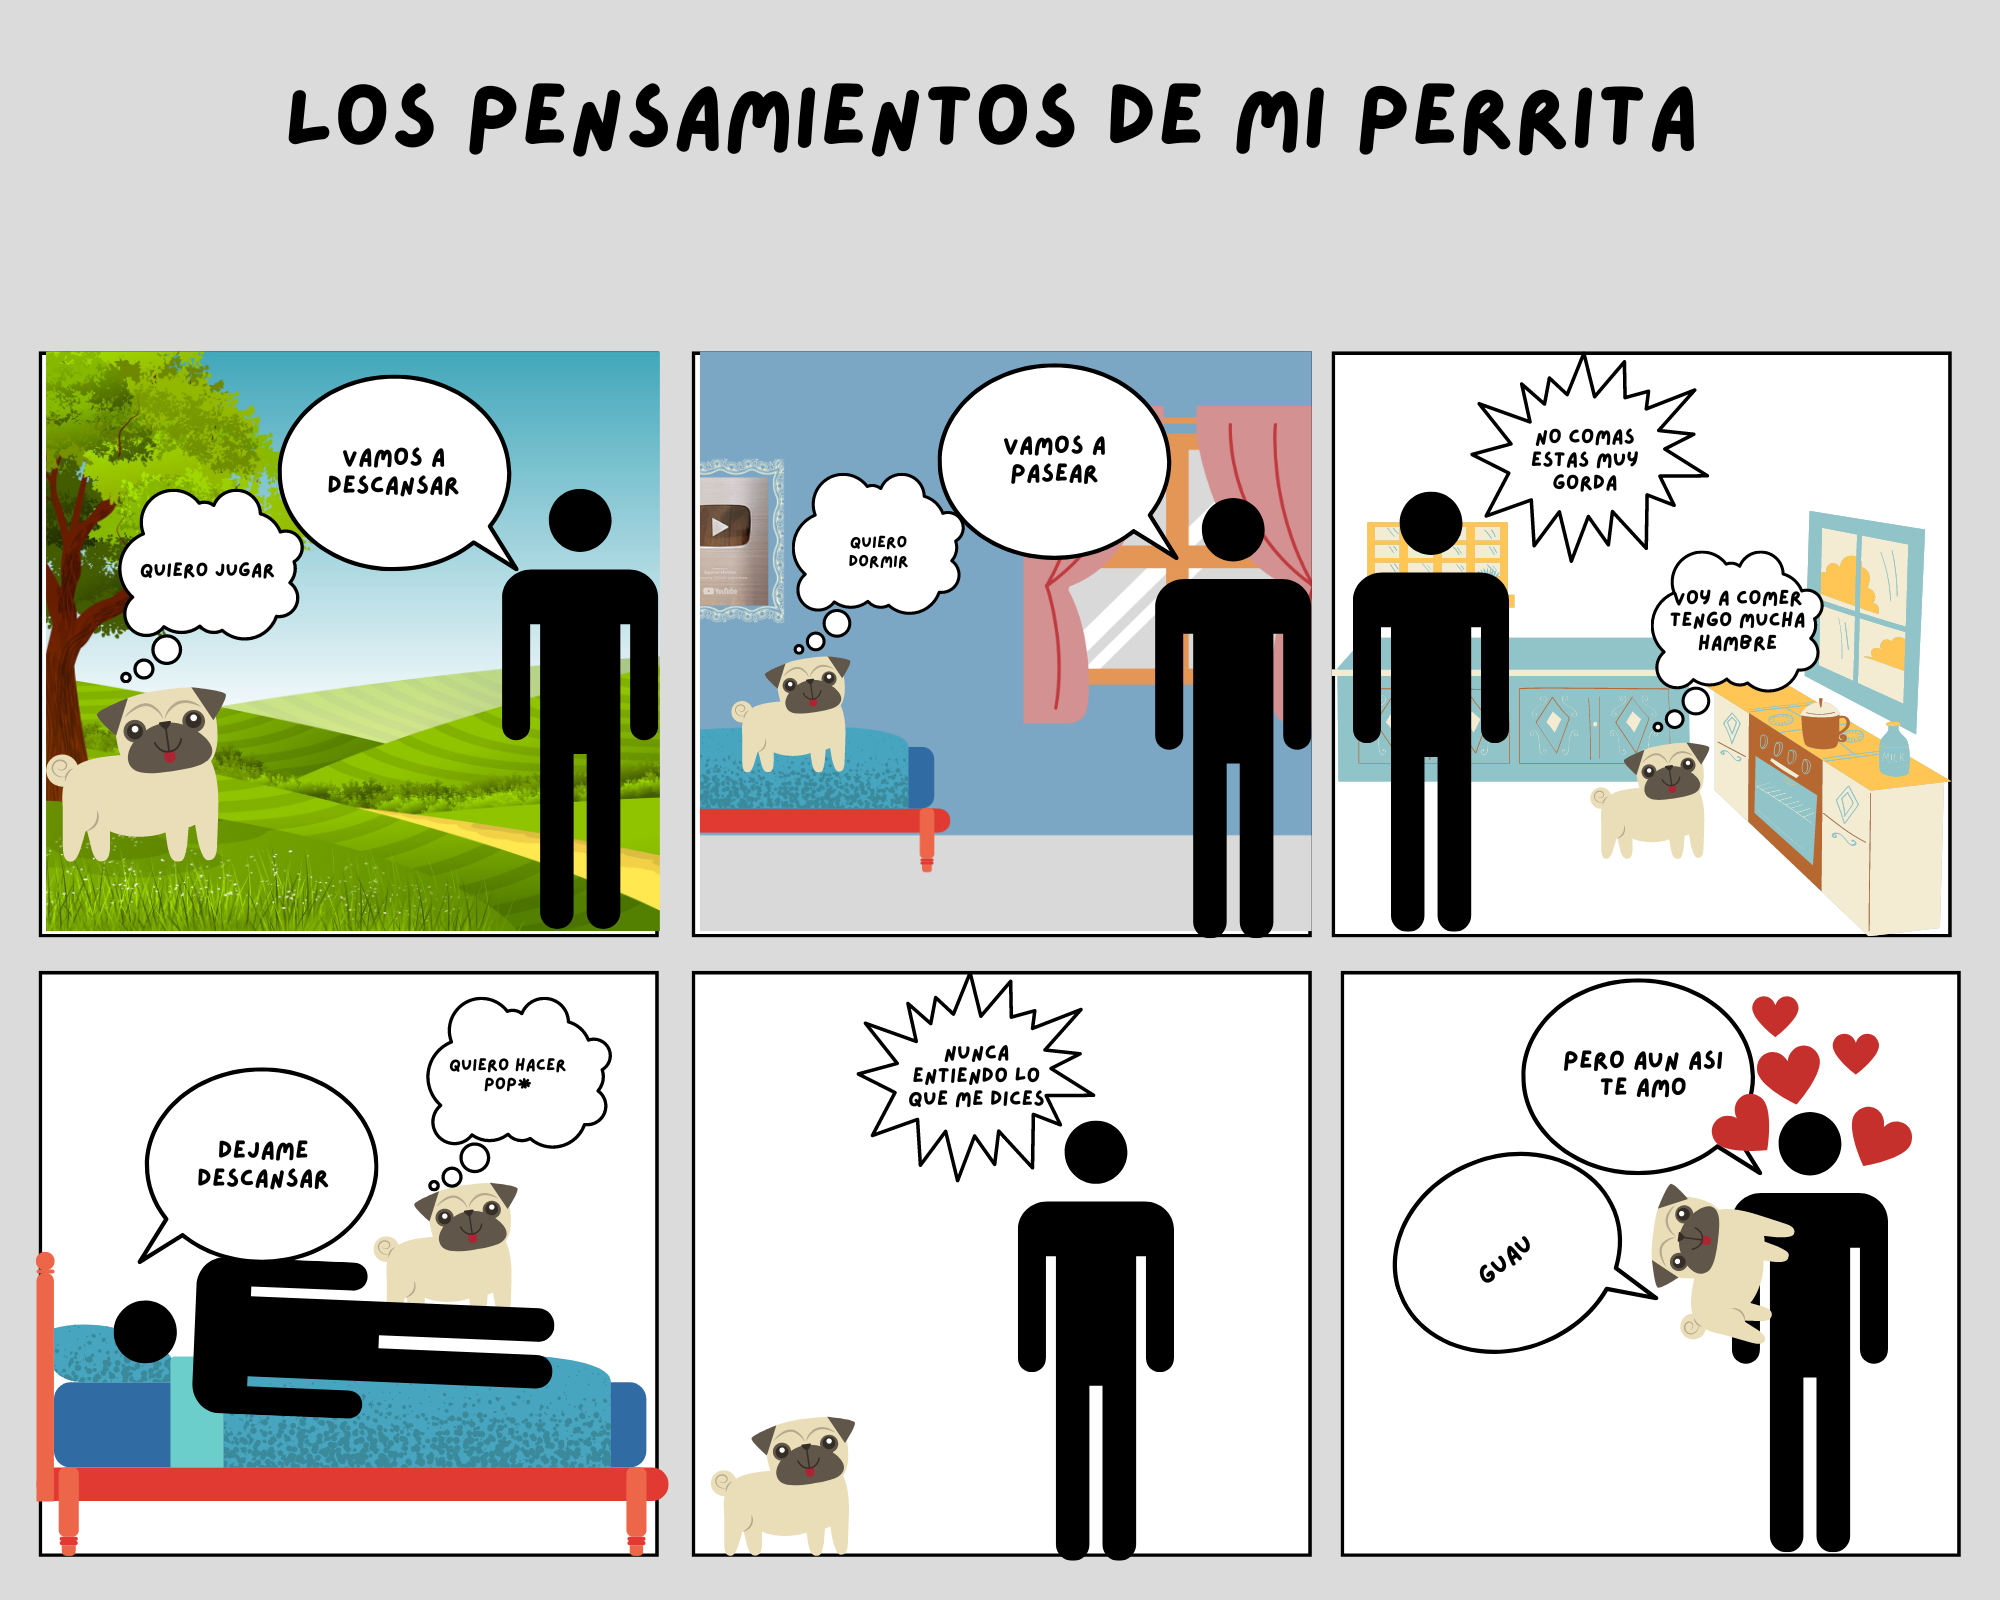 LOS PENSAMIENTOS DE MI PERRITA
VAMOS A
DESCANSAR
QUIERO JUGAR
VAMOS A
PASEAR
QUIERO
DORMIR
YouTube
NO COMAS
ESTAS MUY
GORDA
VOY A COMER
TENGO MUCHA
HAMBRE
MILK
QUIERO HACER
POP*
DEJAME
DESCANSAR
NUNCA
ENTIENDO LO
QUE ME DICES
PERO AUN ASI
TE AMO
GUAU